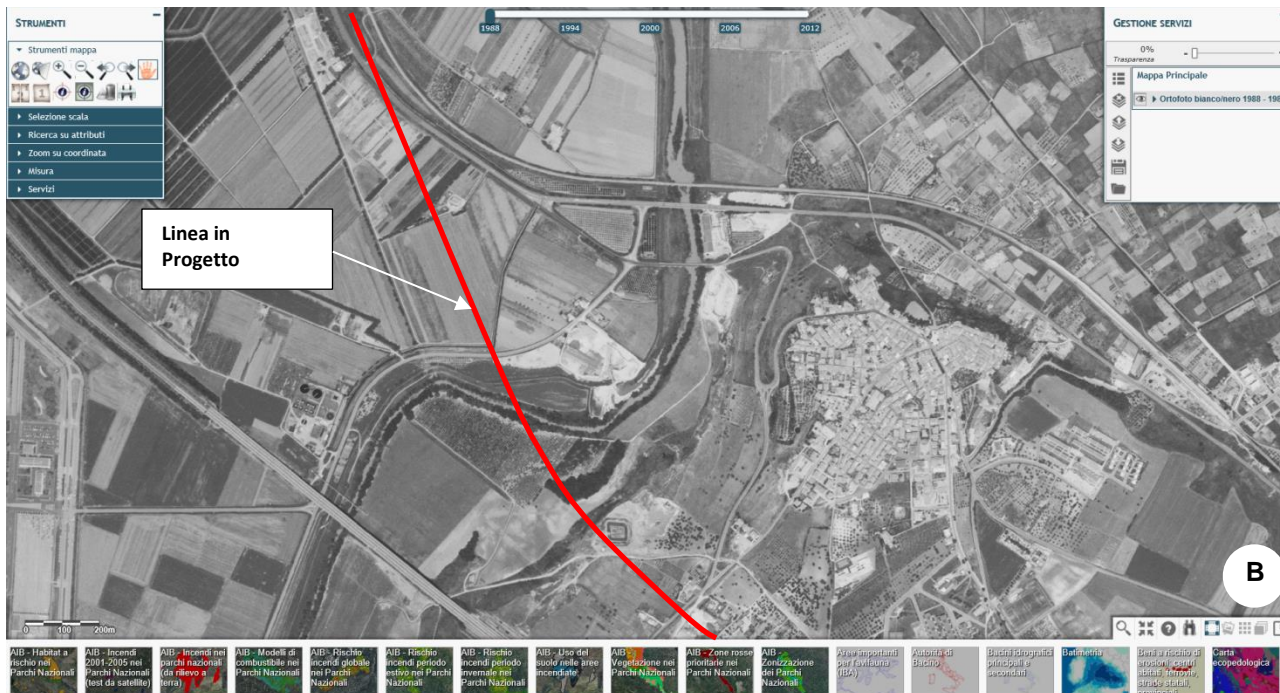 STRUMENTI
Strumenti mappa
Selezione scala
Ricerca su attributi
Zoom su coordinata
Misura
Servizi
1988
1994
2000
2006
2012
GESTIONE SERVIZI
0%
Trasparenza
Mappa Principale
Ortofoto bianco/nero 1988 - 198
Linea in
Progetto
B
0 100 200m
AIB - Habitat a
rischio nei
Parchi Nazionali
AIB - Incendi
2001-2005 nei
Parchi Nazionali
(test da satellite)
AIB - Incendi nei
parchi nazionali
(da rilievo a
terra)
AIB - Modelli di
combustibile nei
Parchi Nazionali
AIB - Rischio
incendi globale
nei Parchi
Nazionali
AIB - Rischio
incendi periodo
estivo nei Parchi
Nazionali
AIB - Rischio
incendi periodo
invernale nei
Parchi Nazionali
AIB - Uso del
suolo nelle aree
incendiate
AIB -
Vegetazione nei
Parchi Nazionali
AIB - Zone rosse
prioritarie nei
Parchi Nazionali
AIB -
Zonizzazione
dei Parchi
Nazionali
Aree importanti
per l'avifauna
(IBA)
Autorità di
Bacino
Bacini idrografici
principali e
secondari
Batimetria
Beni a rischio di
erosioni: centri
abitati, ferrovie,
strade statali,
Carta
ecopedologica